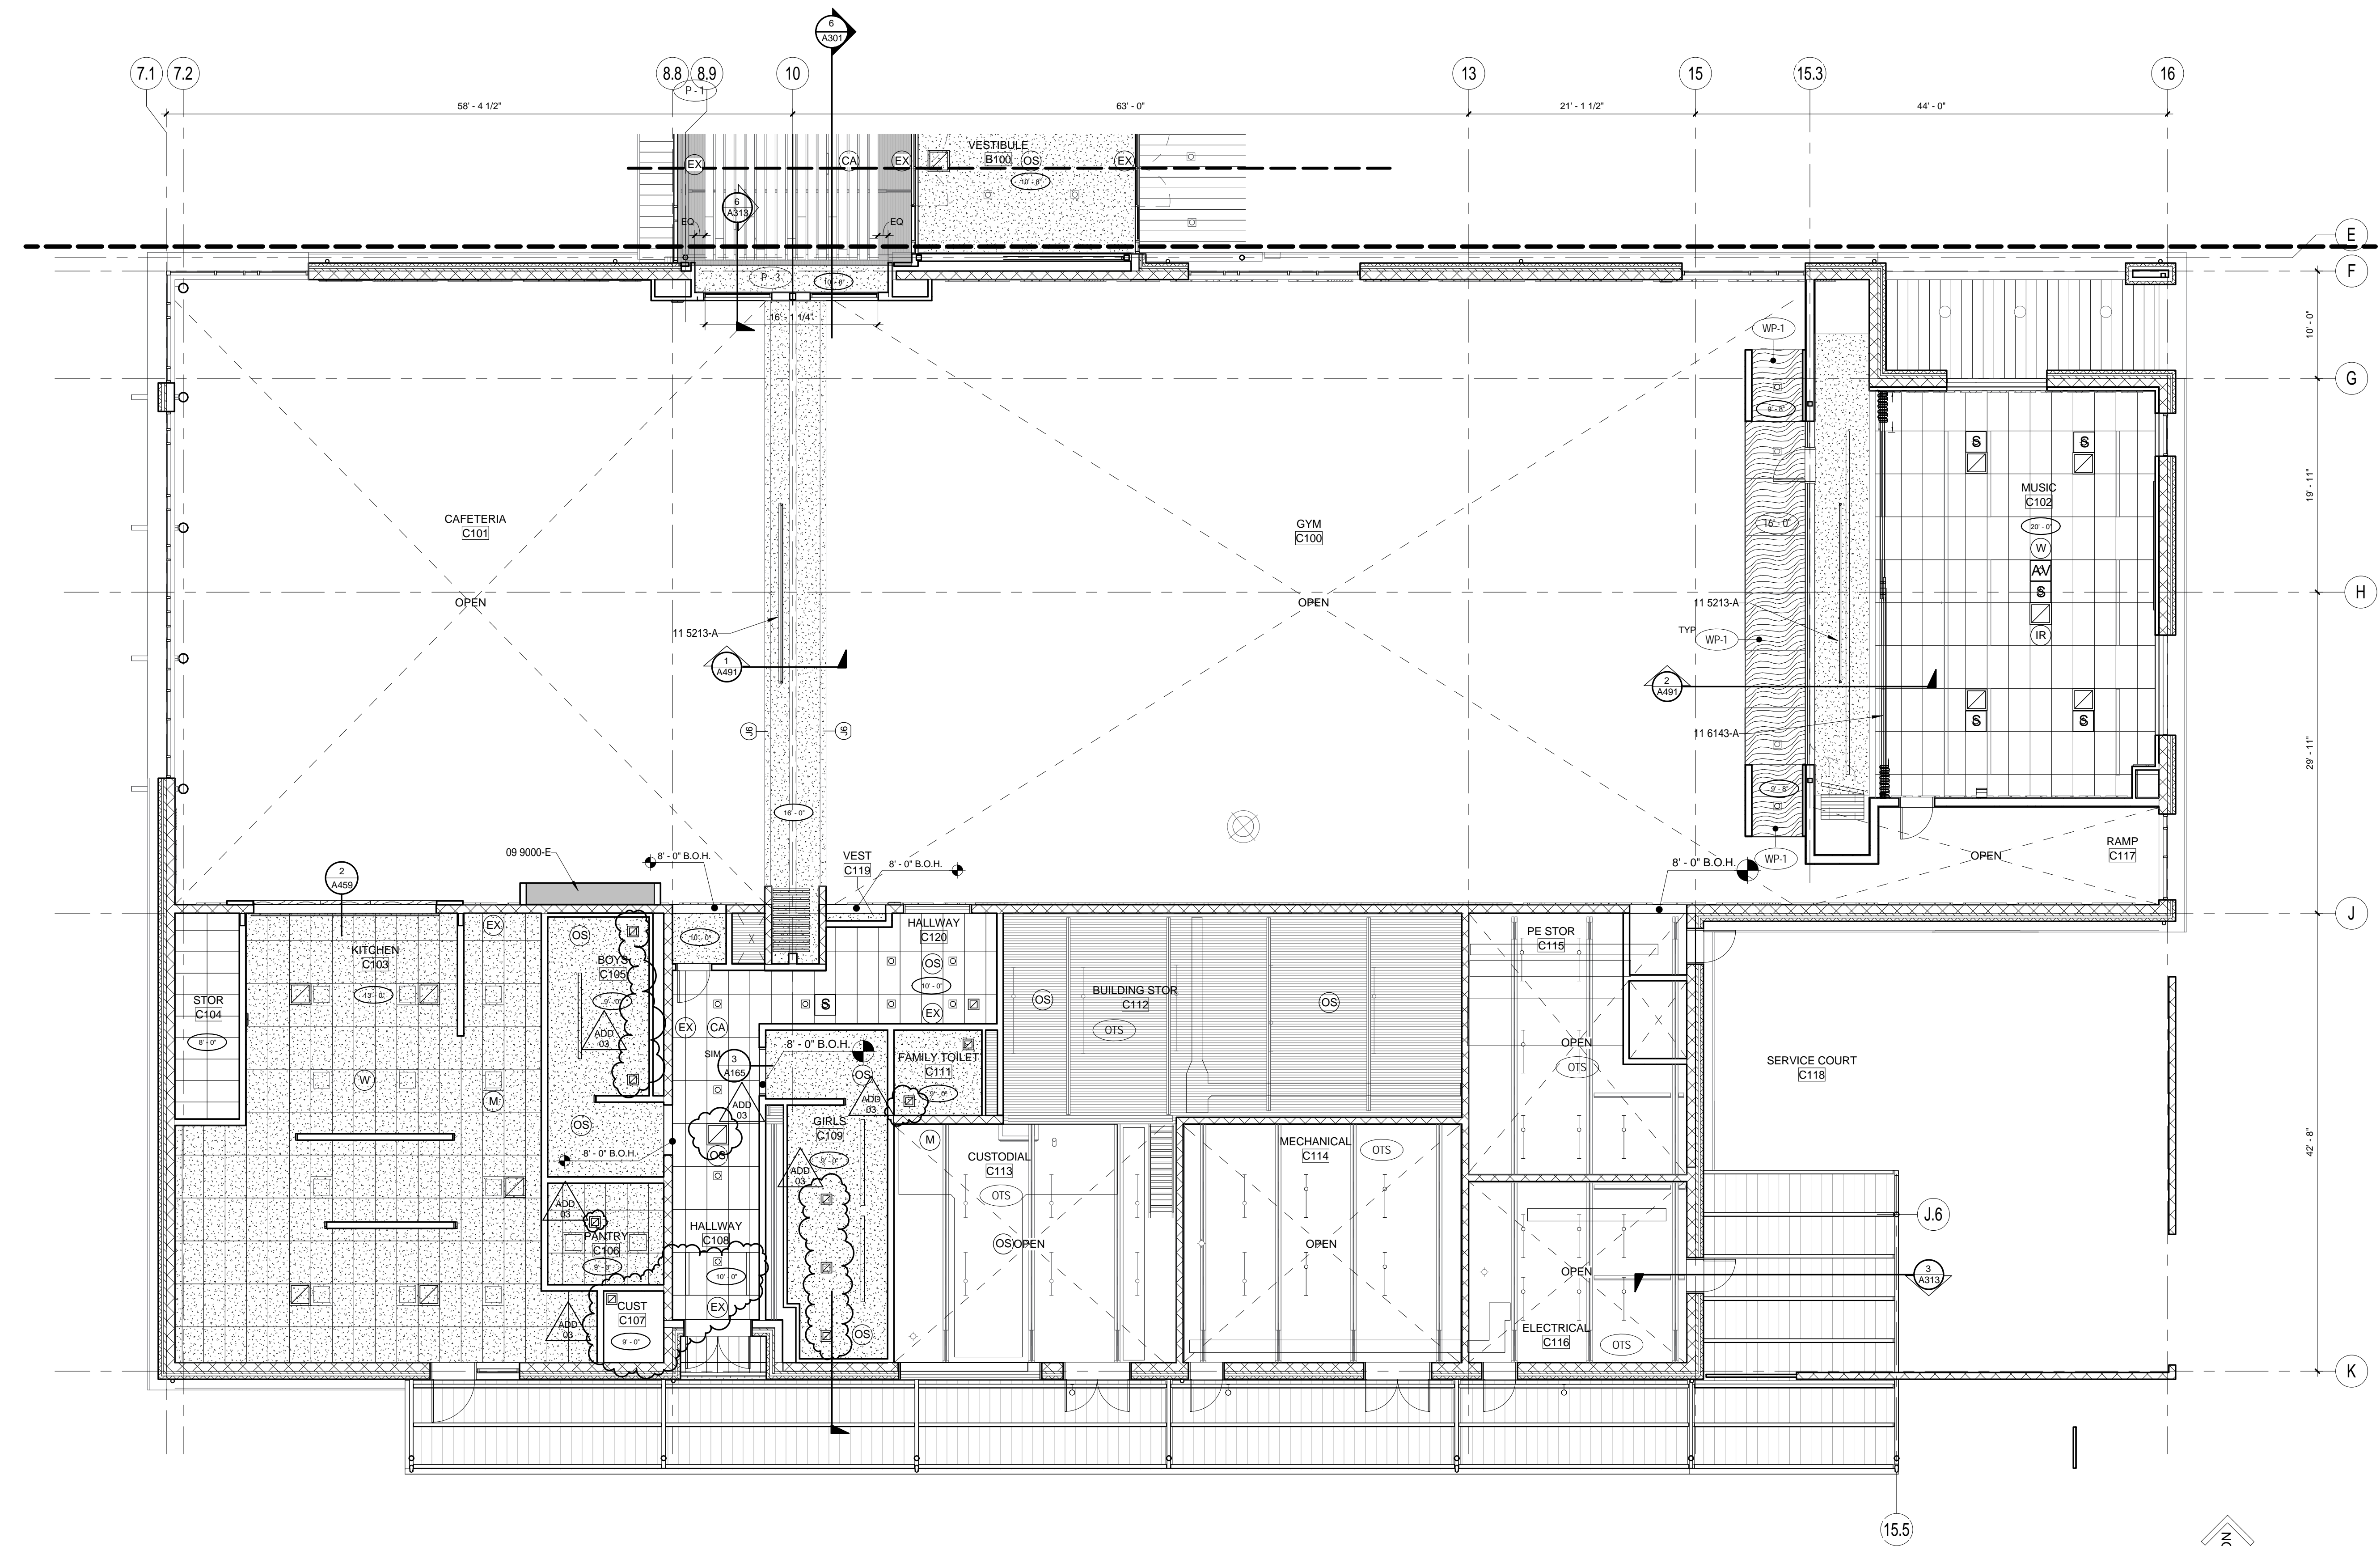 6
A301
7.1
7.2
8.8
8.9
10
13
15
15.3
16
P - 1
58' - 4 1/2"
63' - 0"
21' - 1 1/2"
44' - 0"
VESTIBULE
B100
OS
EX
CA
EX
EX
10' - 8"
6
A313
EQ
EQ
E
F
P - 3
16' - 1 1/4"
10' - 0"
WP-1
G
9' - 8"
S
S
19' - 11"
MUSIC
C102
20' - 0"
W
AV
S
IR
CAFETERIA
C101
GYM
C100
16' - 0"
OPEN
OPEN
H
11 5213-A
11 5213-A
TYP
WP-1
1
A491
2
A491
S
S
J6
J6
11 6143-A
29' - 11"
9' - 8"
16' - 0"
WP-1
OPEN
RAMP
C117
09 9000-E
8' - 0" B.O.H.
VEST
C119
8' - 0" B.O.H.
8' - 0" B.O.H.
2
A459
J
EX
OS
10' - 0"
HALLWAY
C120
OS
10' - 0"
EX
KITCHEN
C103
13' - 0"
BOYS
C105
9' - 0"
ADD
03
STOR
C104
8' - 0"
S
EX
CA
BUILDING STOR
C112
OS
OS
OTS
PE STOR
C115
OPEN
OTS
SERVICE COURT
C118
SIM
3
A165
8' - 0" B.O.H.
OS
FAMILY TOILET
C111
9' - 0"
ADD
03
ADD
03
W
M
OS
8' - 0" B.O.H.
OS
GIRLS
C109
9' - 0"
ADD
03
M
CUSTODIAL
C113
OTS
MECHANICAL
C114
OTS
42' - 8"
ADD
03
PANTRY
C106
9' - 0"
HALLWAY
C108
10' - 0"
EX
OS
OPEN
OPEN
OPEN
J.6
3
A313
ADD
03
CUST
C107
9' - 0"
OS
ELECTRICAL
C116
OTS
K
15.5